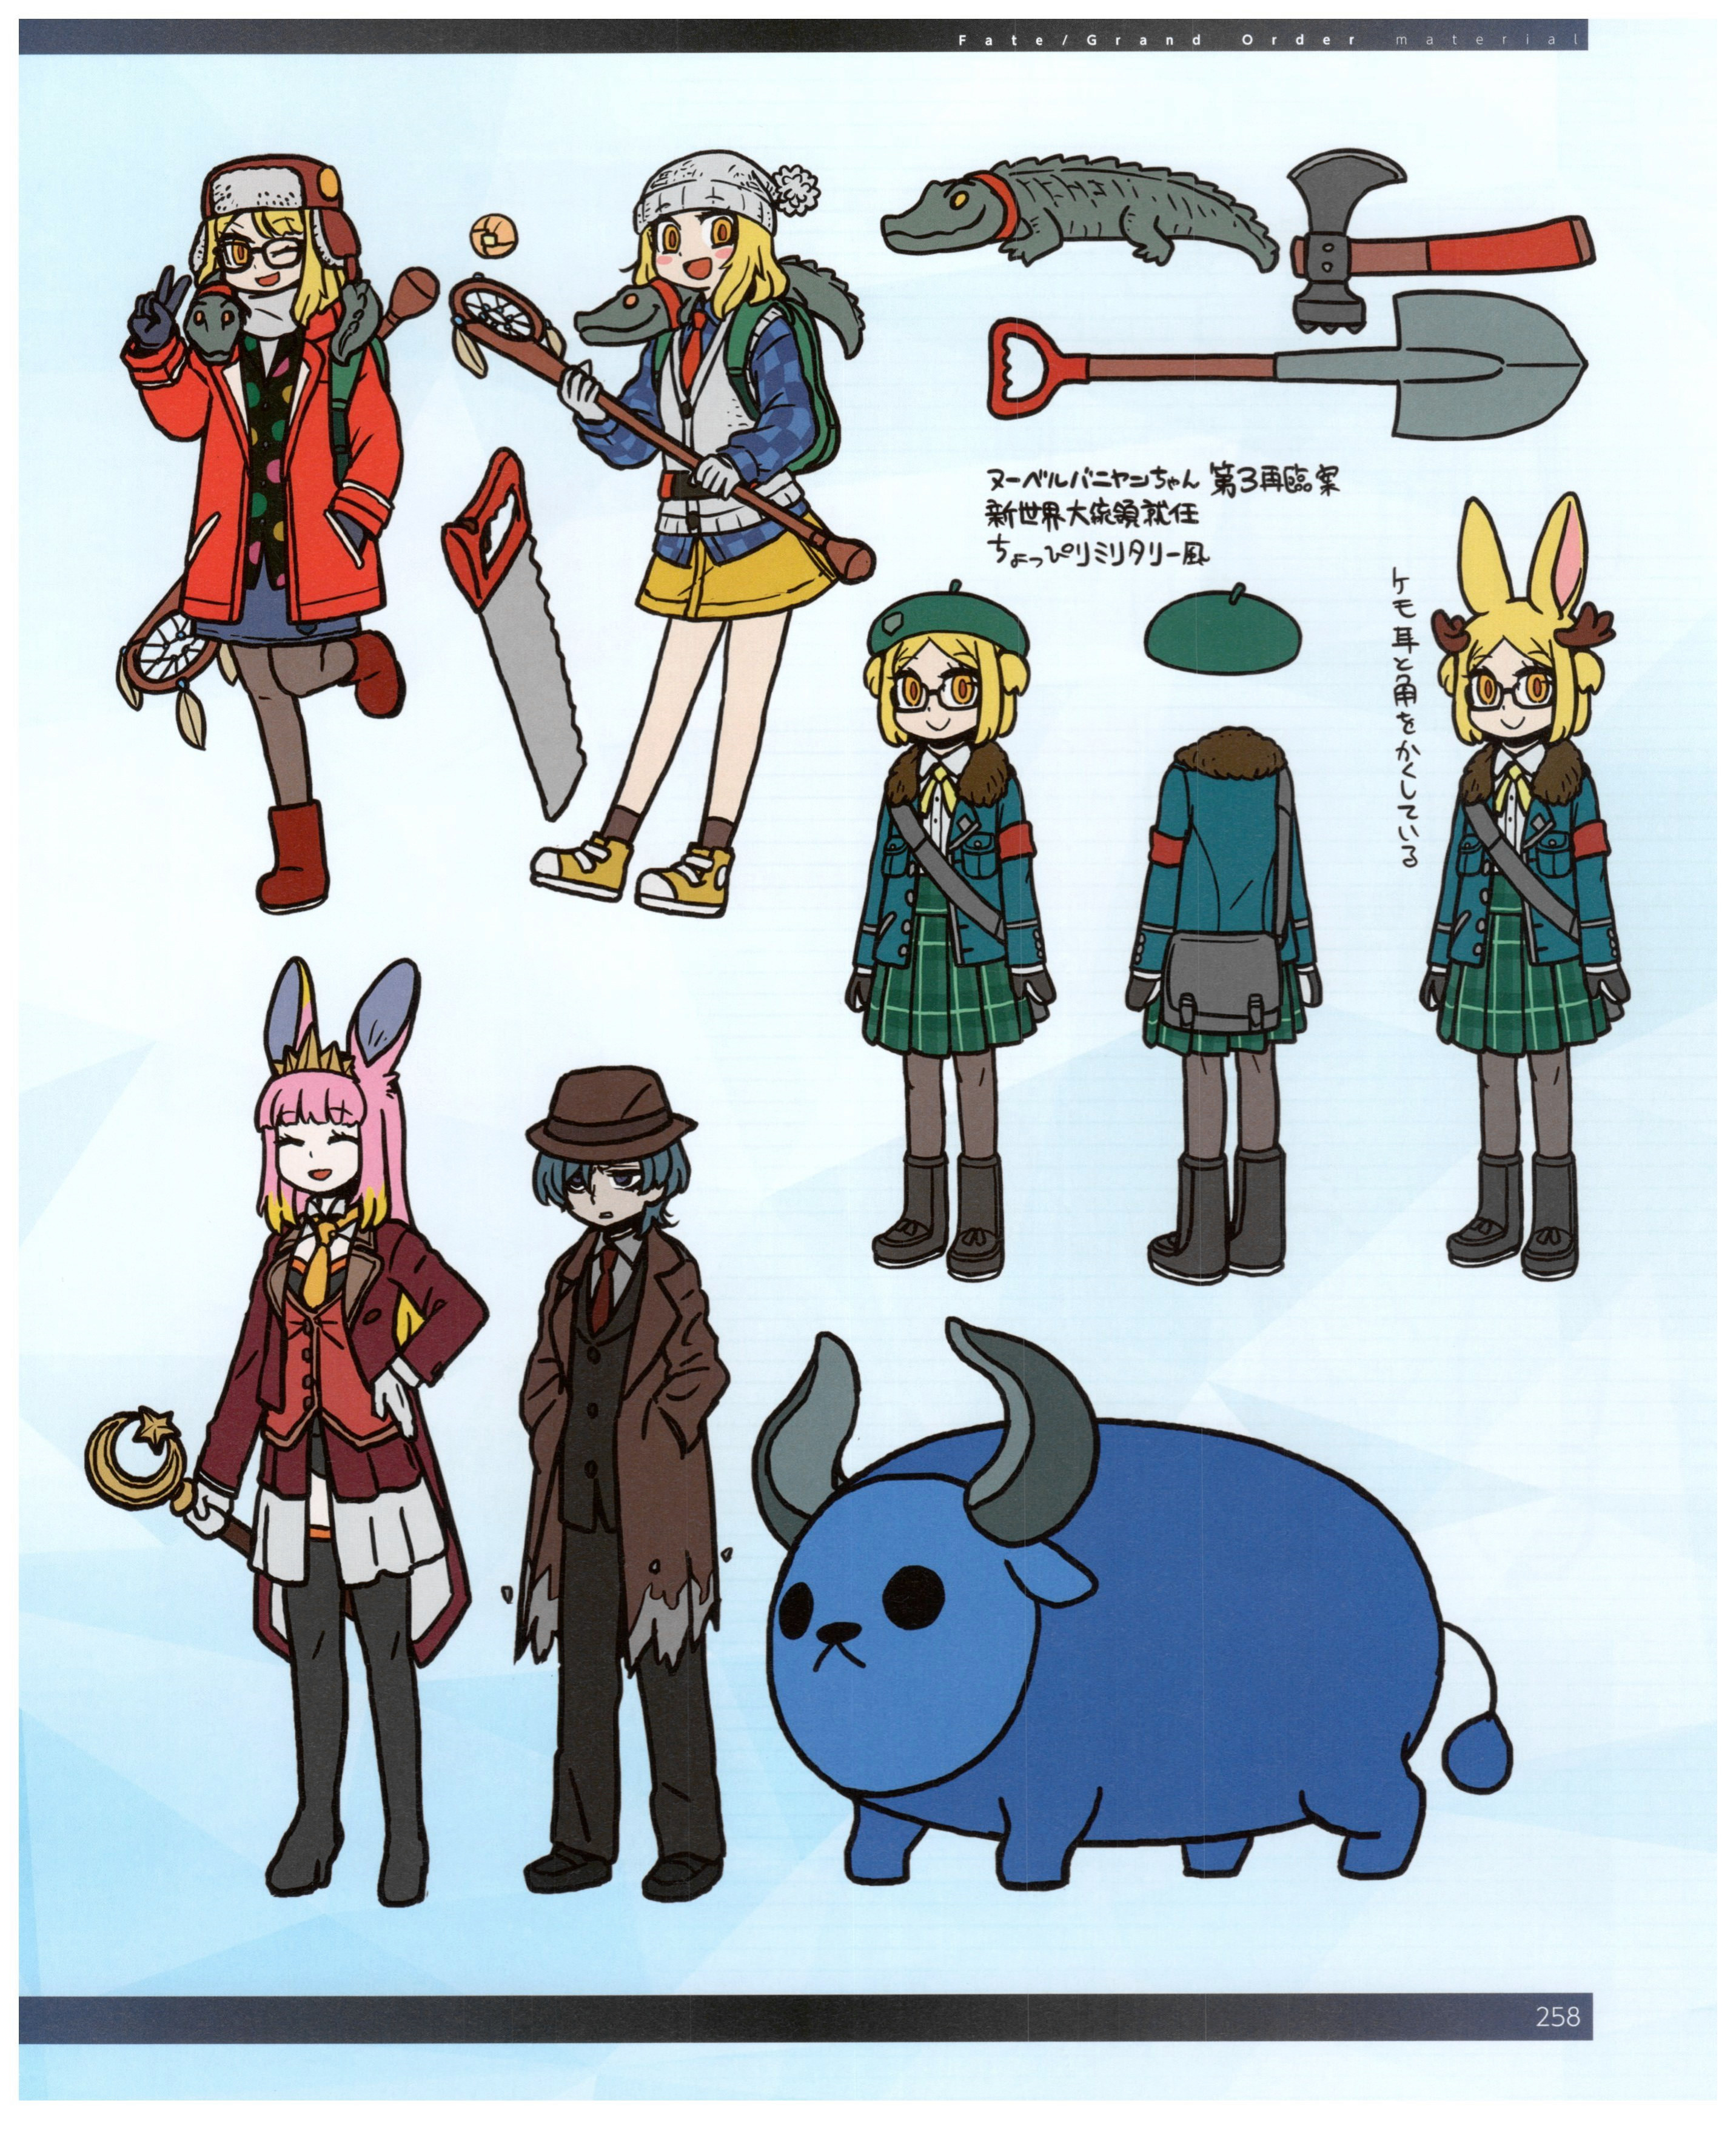 Fate/Grand Order material
ヌーベルバニヤンちゃん 第3再臨案
新世界大統領就任
ちょっぴりミリタリー風
ケモ耳と角をかくしている
258